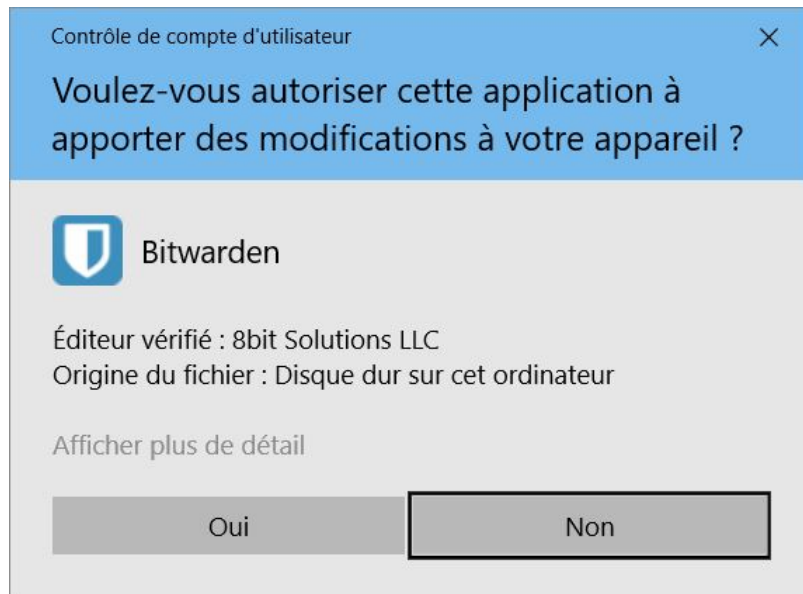 Contrôle de compte d'utilisateur
Voulez-vous autoriser cette application à
apporter des modifications à votre appareil ?
Bitwarden
Éditeur vérifié : 8bit Solutions LLC
Origine du fichier : Disque dur sur cet ordinateur
Afficher plus de détail
Oui
Non